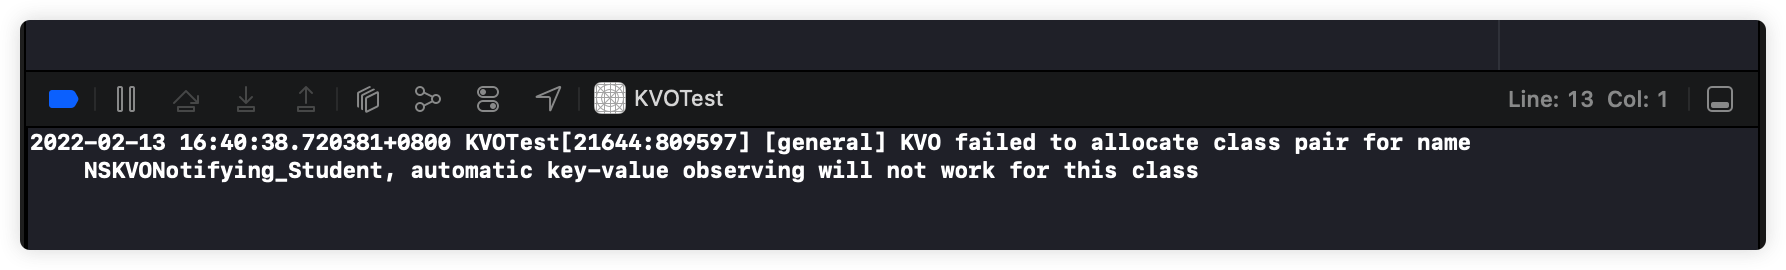 KVOTest
Line: 13 Col: 1
2022-02-13 16:40:38.720381+0800 KVOTest[21644:809597] [general] KVO failed to allocate class pair for name
NSKVONotifying_Student, automatic key-value observing will not work for this class